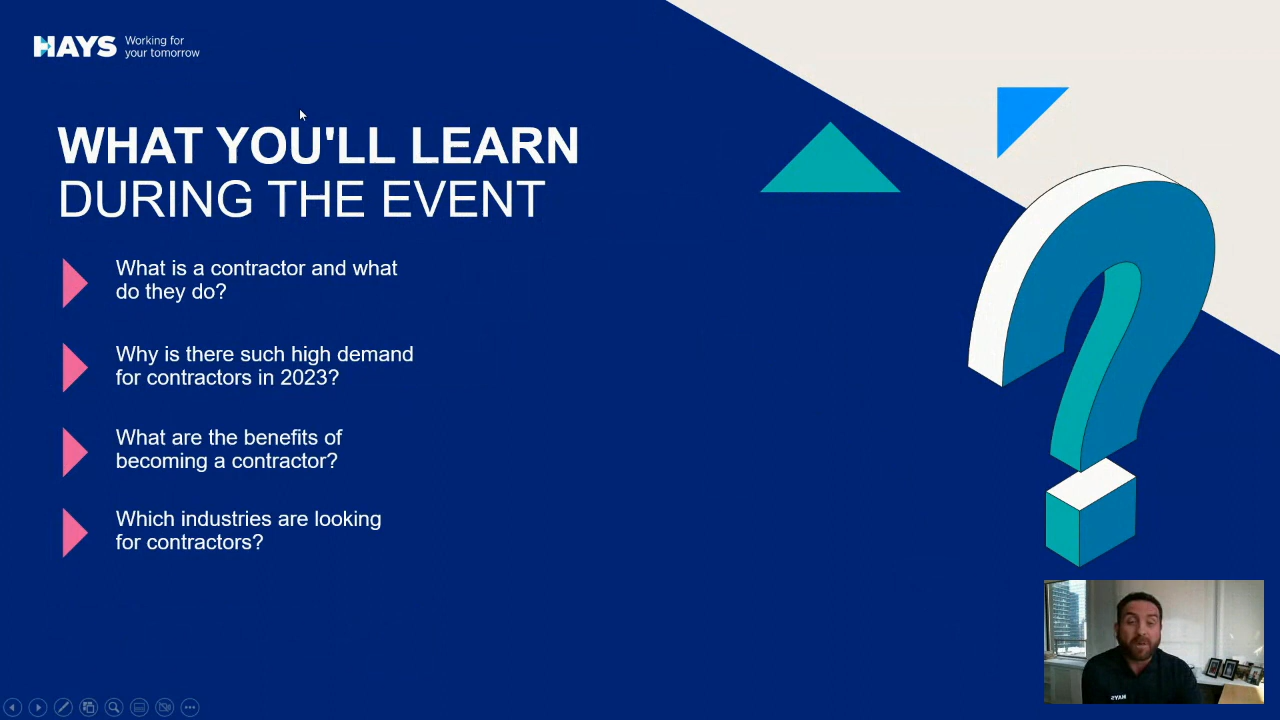 HAYS Working for
your tomorrow
WHAT YOU'LL LEARN
DURING THE EVENT
What is a contractor and what
do they do?
Why is there such high demand
for contractors in 2023?
What are the benefits of
becoming a contractor?
Which industries are looking
for contractors?
HAYS